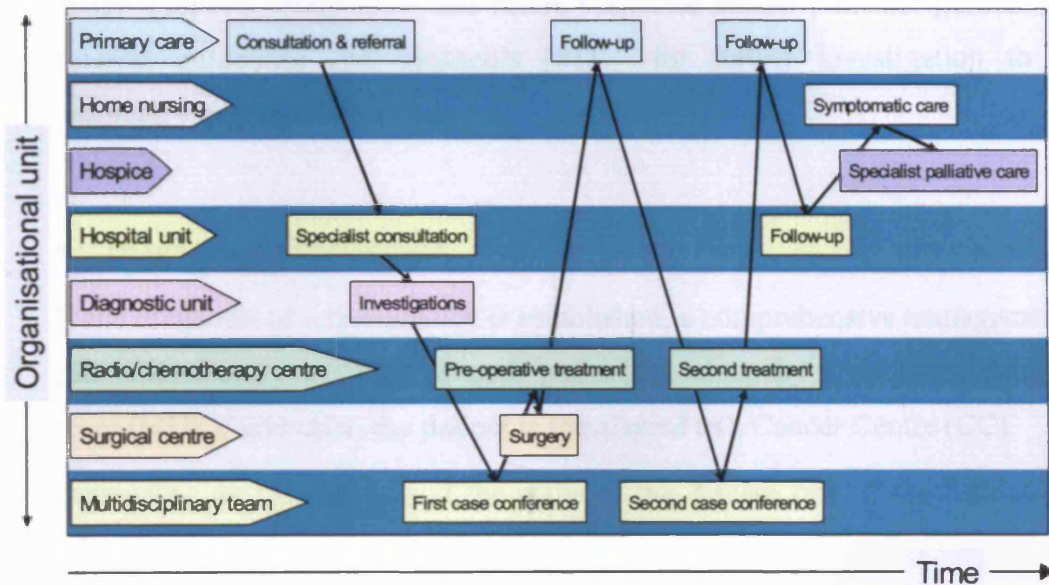 Organisational unit
Primary care
Consultation & referral
Follow-up
Follow-up
Home nursing
Symptomatic care
Hospice
Specialist palliative care
Hospital unit
Specialist consultation
Follow-up
Diagnostic unit
Investigations
Radio/chemotherapy centre
Pre-operative treatment
Second treatment
Surgical centre
Surgery
Multidisciplinary team
First case conference
Second case conference
Time